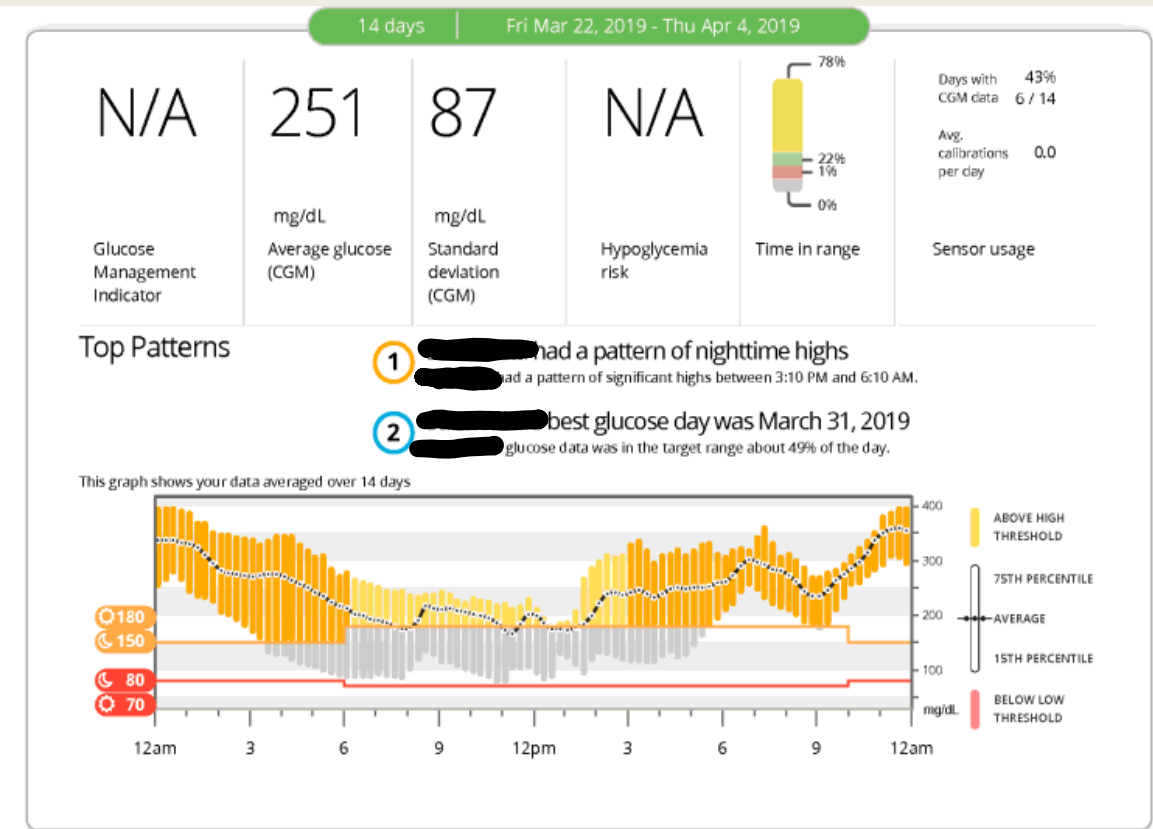 14 days | Fri Mar 22, 2019 - Thu Apr 4, 2019
N/A
Glucose
Management
Indicator
251
mg/dL
Average glucose
(CGM)
87
mg/dL
Standard
deviation
(CGM)
N/A
Hypoglycemia
risk
78%
22%
1%
0%
Time in range
Days with
CGM data
43%
6 / 14
Avg.
calibrations
per day
0.0
Sensor usage
Top Patterns
1
had a pattern of nighttime highs
had a pattern of significant highs between 3:10 PM and 6:10 AM.
2
best glucose day was March 31, 2019
glucose data was in the target range about 49% of the day.
This graph shows your data averaged over 14 days
180
150
80
70
400
300
200
100
mg/dL
12am 3 6 9 12pm 3 6 9 12am
ABOVE HIGH
THRESHOLD
75TH PERCENTILE
AVERAGE
15TH PERCENTILE
BELOW LOW
THRESHOLD